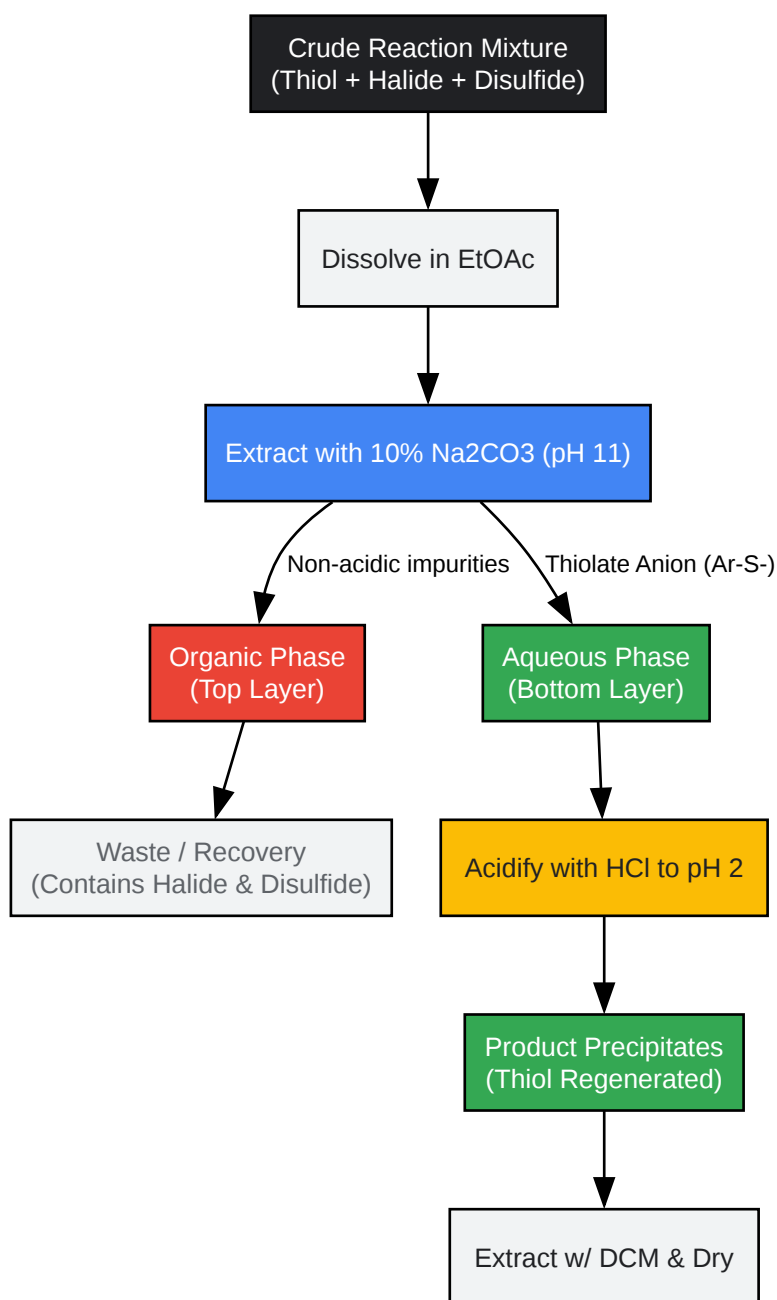 Crude Reaction Mixture
(Thiol + Halide + Disulfide)
Dissolve in EtOAc
Extract with 10% Na2CO3 (pH 11)
Non-acidic impurities
Thiolate Anion (Ar-S-)
Organic Phase
(Top Layer)
Aqueous Phase
(Bottom Layer)
Waste / Recovery
(Contains Halide & Disulfide)
Acidify with HCl to pH 2
Product Precipitates
(Thiol Regenerated)
Extract w/ DCM & Dry